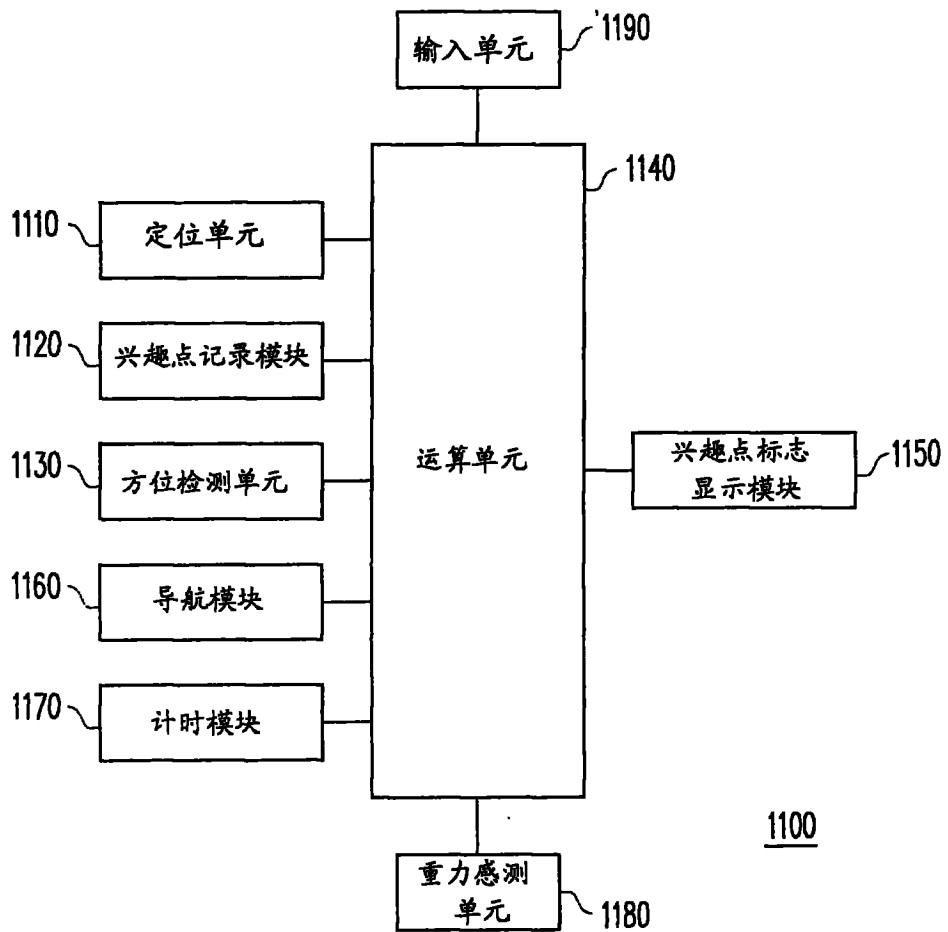 输入单元
1190
1140
1110
定位单元
1120
兴趣点记录模块
1130
方位检测单元
运算单元
兴趣点标志
显示模块
1150
1160
导航模块
1170
计时模块
1100
重力感测
单元
1180